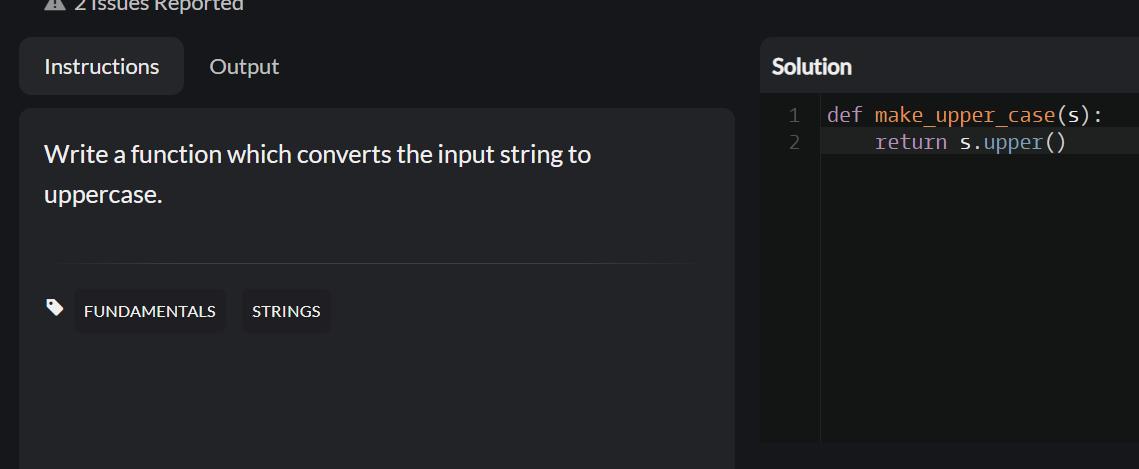 2 Issues Reported
Instructions
Output
Write a function which converts the input string to
uppercase.
FUNDAMENTALS
STRINGS
Solution
1 def make_upper_case(s):
2     return s.upper()